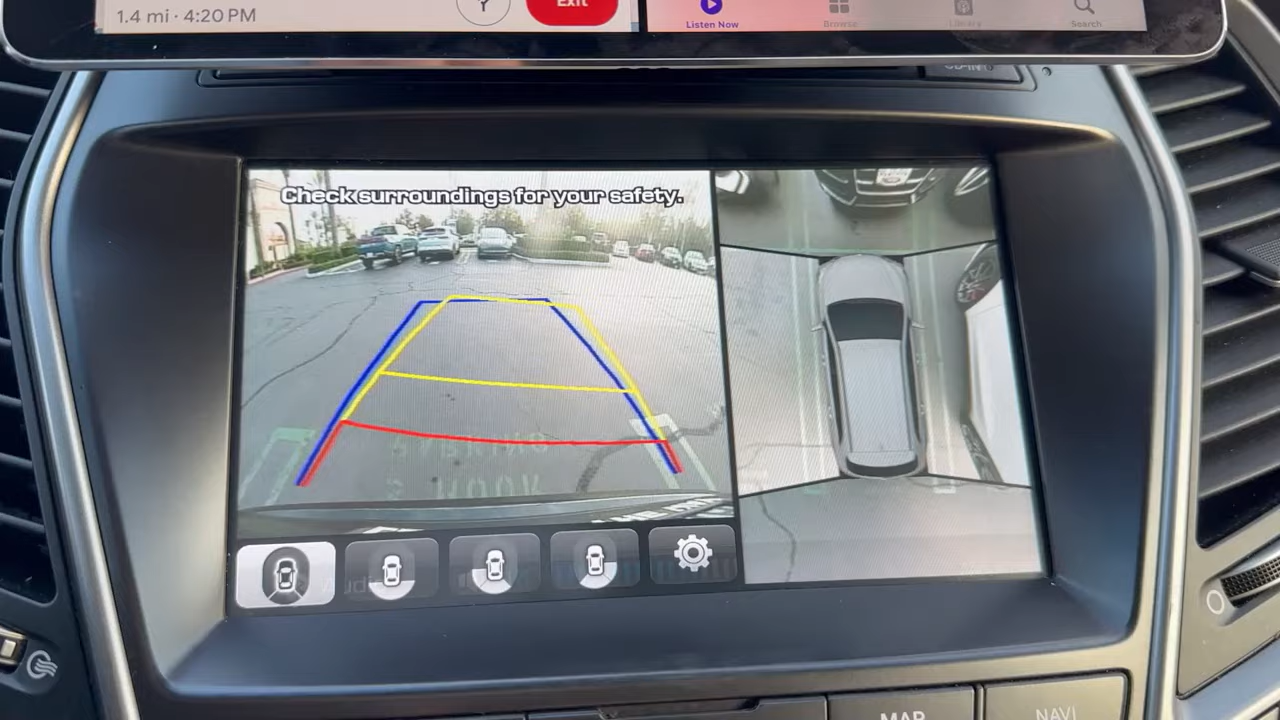 1.4 mi · 4:20 PM
Exit
Listen Now
Browse
Library
Search
Check surroundings for your safety.
MAP
NAVI